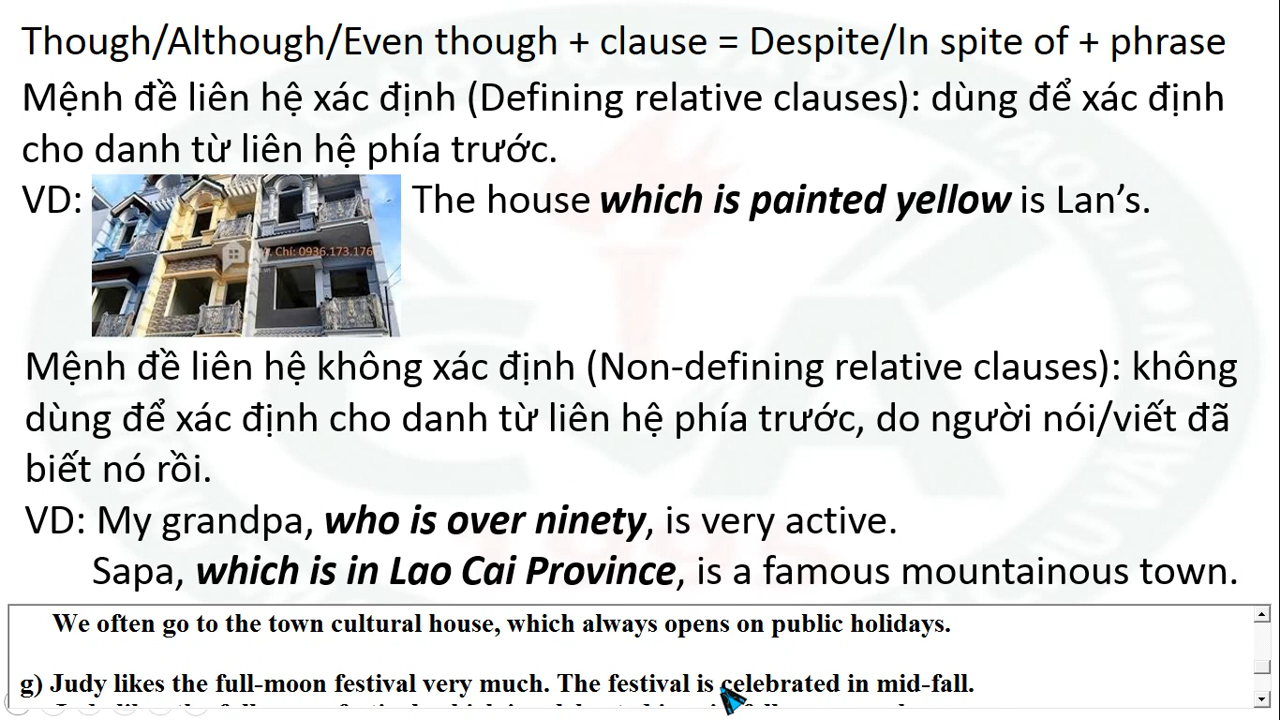 Though/Although/Even though + clause = Despite/In spite of + phrase
Mệnh đề liên hệ xác định (Defining relative clauses): dùng để xác định
cho danh từ liên hệ phía trước.
VD: The house which is painted yellow is Lan’s.
Chí: 0936.173.176
Mệnh đề liên hệ không xác định (Non-defining relative clauses): không
dùng để xác định cho danh từ liên hệ phía trước, do người nói/viết đã
biết nó rồi.
VD: My grandpa, who is over ninety, is very active.
Sapa, which is in Lao Cai Province, is a famous mountainous town.
We often go to the town cultural house, which always opens on public holidays.
g) Judy likes the full-moon festival very much. The festival is celebrated in mid-fall.